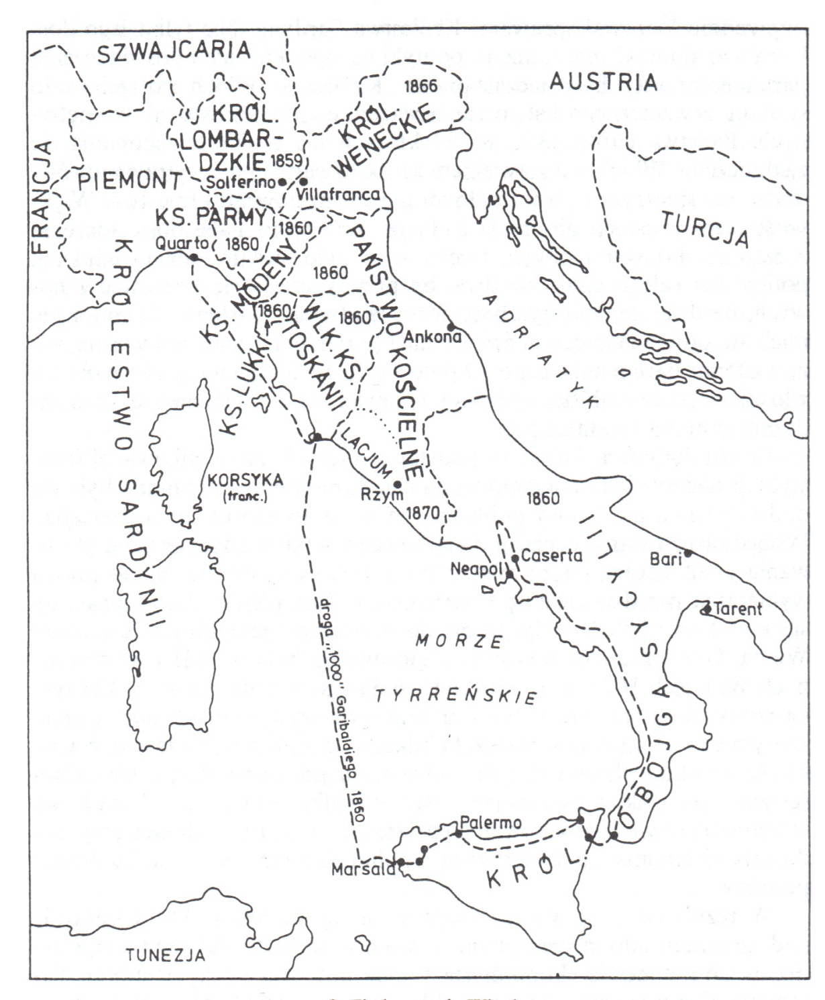 SZWAJCARIA
AUSTRIA
1866
KRÓL.
LOMBAR-
DZKIE 1859
KRÓL
WENECKIE
FRANCJA
PIEMONT
Solferino
Villafranca
TURCJA
KS. PARMY
1860
1860
Quarto
KS. MODENY
1860
PAŃSTWO KOŚCIELNE
1860
WLK. KS.
TOSKANII
1860
KS. LUKKI
Ankona
ADRIATYK
KRÓLESTWO SARDYNII
LACJUM
KORSYKA
(franc.)
Rzym
1870
1860
Caserta
Neapol
Bari
Tarent
MORZE
TYRREŃSKIE
droga „1000” Garibaldiego 1860
KRÓL. OBOJGA SYCYLII
Palermo
Marsala
TUNEZJA